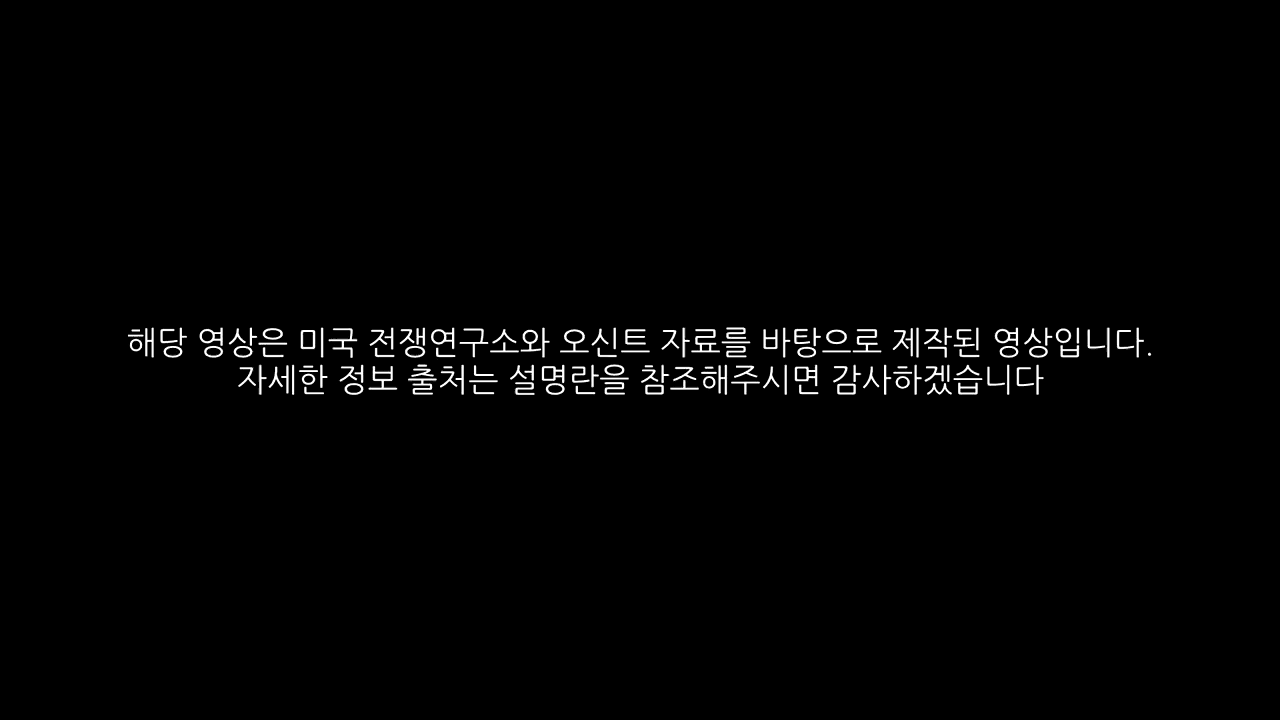 해당 영상은 미국 전쟁연구소와 오신트 자료를 바탕으로 제작된 영상입니다.
자세한 정보 출처는 설명란을 참조해주시면 감사하겠습니다